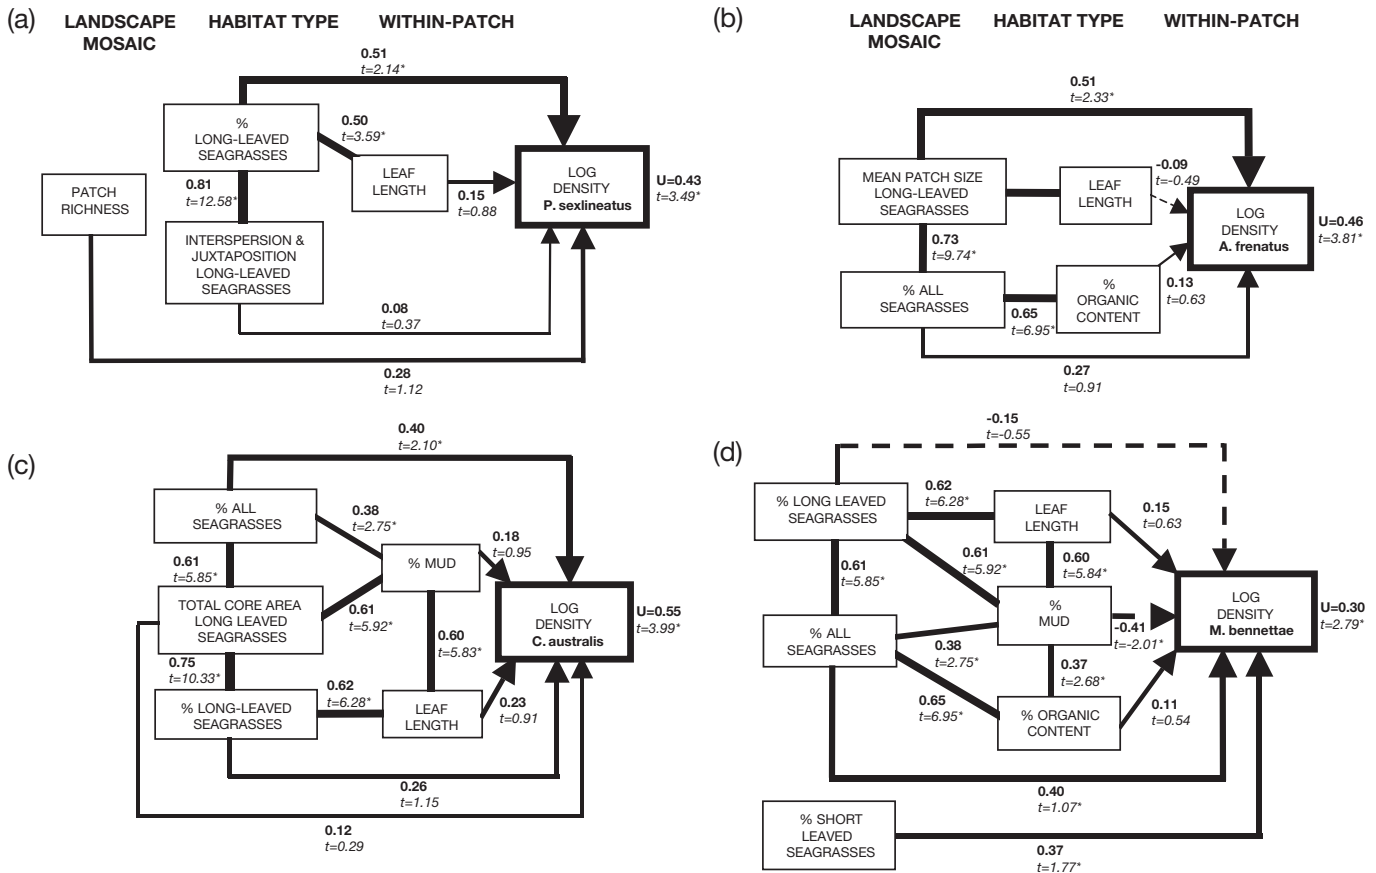 (a)
LANDSCAPE
MOSAIC
HABITAT TYPE
WITHIN-PATCH
0.51
t=2.14*
%
LONG-LEAVED
SEAGRASSES
0.50
t=3.59*
LEAF
LENGTH
0.15
t=0.88
LOG
DENSITY
P. sexlineatus
U=0.43
t=3.49*
PATCH
RICHNESS
0.81
t=12.58*
INTERSPERSION &
JUXTAPOSITION
LONG-LEAVED
SEAGRASSES
0.08
t=0.37
0.28
t=1.12
(b)
LANDSCAPE
MOSAIC
HABITAT TYPE
WITHIN-PATCH
0.51
t=2.33*
MEAN PATCH SIZE
LONG-LEAVED
SEAGRASSES
LEAF
LENGTH
-0.09
t=-0.49
LOG
DENSITY
A. frenatus
U=0.46
t=3.81*
0.73
t=9.74*
% ALL
SEAGRASSES
0.65
t=6.95*
%
ORGANIC
CONTENT
0.13
t=0.63
0.27
t=0.91
(c)
0.40
t=2.10*
% ALL
SEAGRASSES
0.38
t=2.75*
% MUD
0.18
t=0.95
0.61
t=5.85*
TOTAL CORE AREA
LONG LEAVED
SEAGRASSES
0.61
t=5.92*
0.60
t=5.83*
LOG
DENSITY
C. australis
U=0.55
t=3.99*
0.75
t=10.33*
% LONG-LEAVED
SEAGRASSES
0.62
t=6.28*
LEAF
LENGTH
0.23
t=0.91
0.26
t=1.15
0.12
t=0.29
(d)
-0.15
t=-0.55
% LONG LEAVED
SEAGRASSES
0.62
t=6.28*
LEAF
LENGTH
0.15
t=0.63
0.61
t=5.85*
0.61
t=5.92*
0.60
t=5.84*
%
MUD
-0.41
t=-2.01*
LOG
DENSITY
M. bennettae
U=0.30
t=2.79*
% ALL
SEAGRASSES
0.38
t=2.75*
0.37
t=2.68*
0.65
t=6.95*
% ORGANIC
CONTENT
0.11
t=0.54
0.40
t=1.07*
% SHORT
LEAVED
SEAGRASSES
0.37
t=1.77*